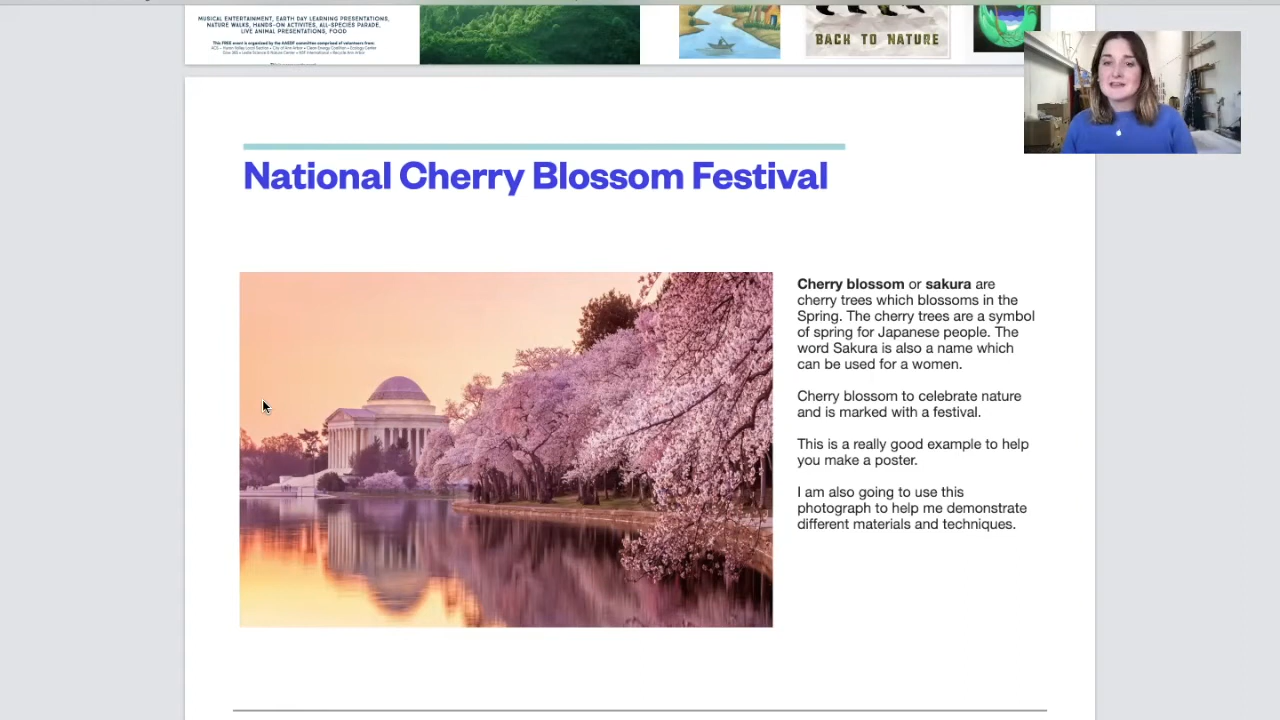 MUSICAL ENTERTAINMENT, EARTH DAY LEARNING PRESENTATIONS,
NATURE WALKS, HANDS-ON ACTIVITES, ALL-SPECIES PARADE,
LIVE ANIMAL PRESENTATIONS, FOOD
BACK TO NATURE
National Cherry Blossom Festival
Cherry blossom or sakura are
cherry trees which blossoms in the
Spring. The cherry trees are a symbol
of spring for Japanese people. The
word Sakura is also a name which
can be used for a women.
Cherry blossom to celebrate nature
and is marked with a festival.
This is a really good example to help
you make a poster.
I am also going to use this
photograph to help me demonstrate
different materials and techniques.